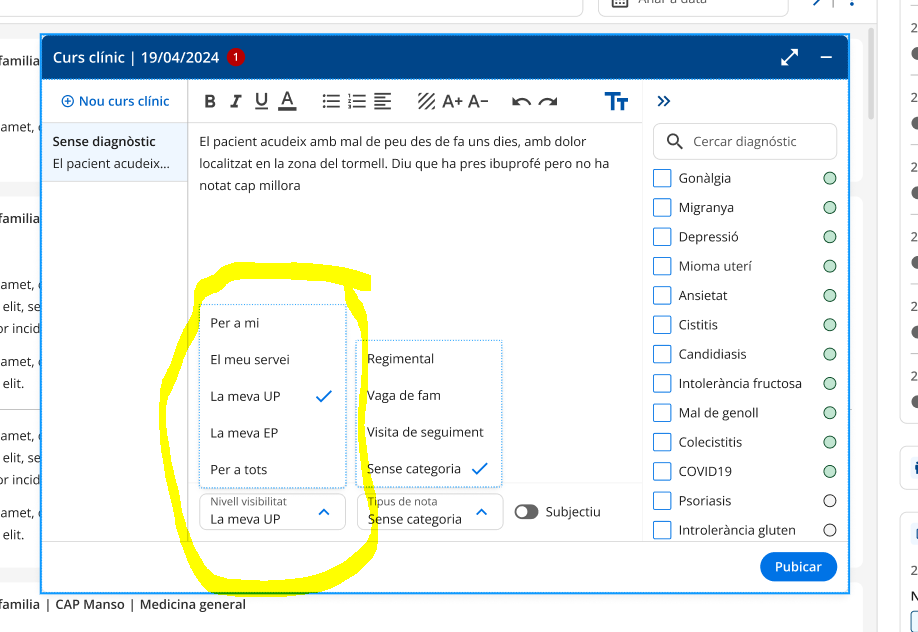 Curs clínic | 19/04/2024 1
Nou curs clínic
B I U A A+ A- TT
Sense diagnòstic
El pacient acudeix...
El pacient acudeix amb mal de peu des de fa uns dies, amb dolor
localitzat en la zona del tormell. Diu que ha pres ibuprofé pero no ha
notat cap millora
Per a mi
El meu servei
La meva UP
La meva EP
Per a tots
Nivell visibilitat
La meva UP
Regimental
Vaga de fam
Visita de seguiment
Sense categoria
Tipus de nota
Sense categoria
Subjectiu
Cercar diagnóstic
Gonàlgia
Migranya
Depressió
Mioma uterí
Ansietat
Cistitis
Candidiasis
Intolerància fructosa
Mal de genoll
Colecistitis
COVID19
Psoriasis
Introlerància gluten
Pubicar
familia
amet,
familia
amet,
elit, se
or incid
amet,
elit.
amet,
elit, se
or incid
amet,
elit.
familia | CAP Manso | Medicina general